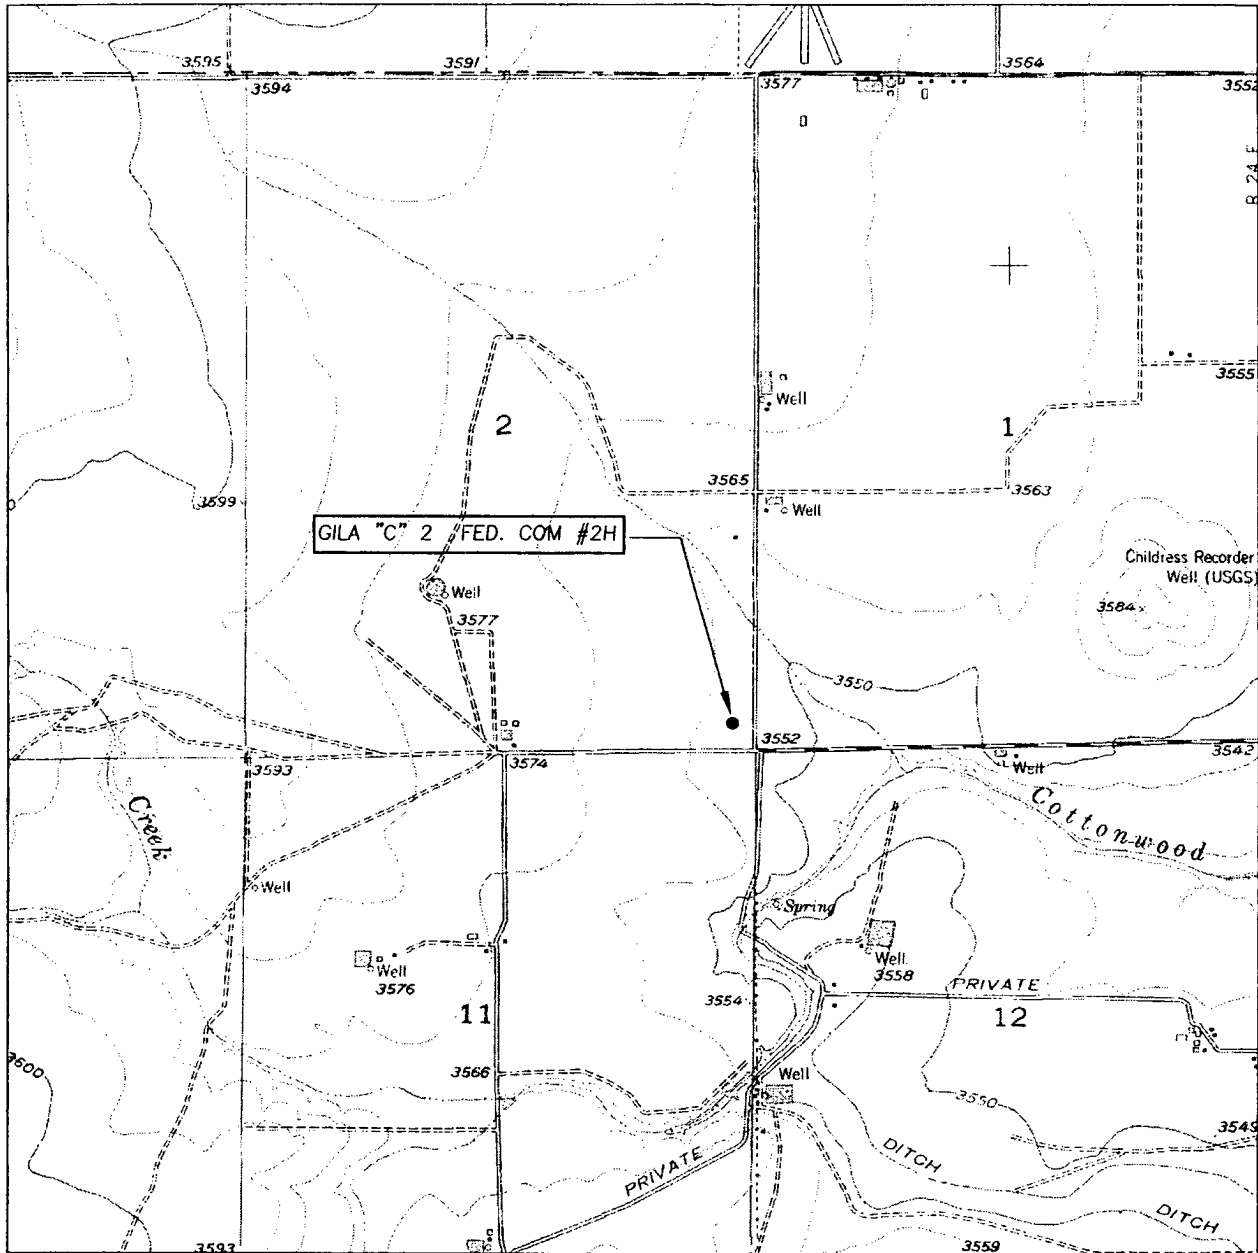 3595
3591
3564
3594
3577
3552
R 24 E
Well
3555
2
1
3565
3563
3599
Well
GILA "C" 2 FED. COM #2H
Childress Recorder
Well (USGS)
Well
3584
3577
3550
3552
3542
3593
3574
Well
Creek
Cottonwood
Well
Spring
Well
3576
Well
3558
3554
PRIVATE
11
12
3600
3566
Well
3550
3549
DITCH
PRIVATE
DITCH
3593
3559